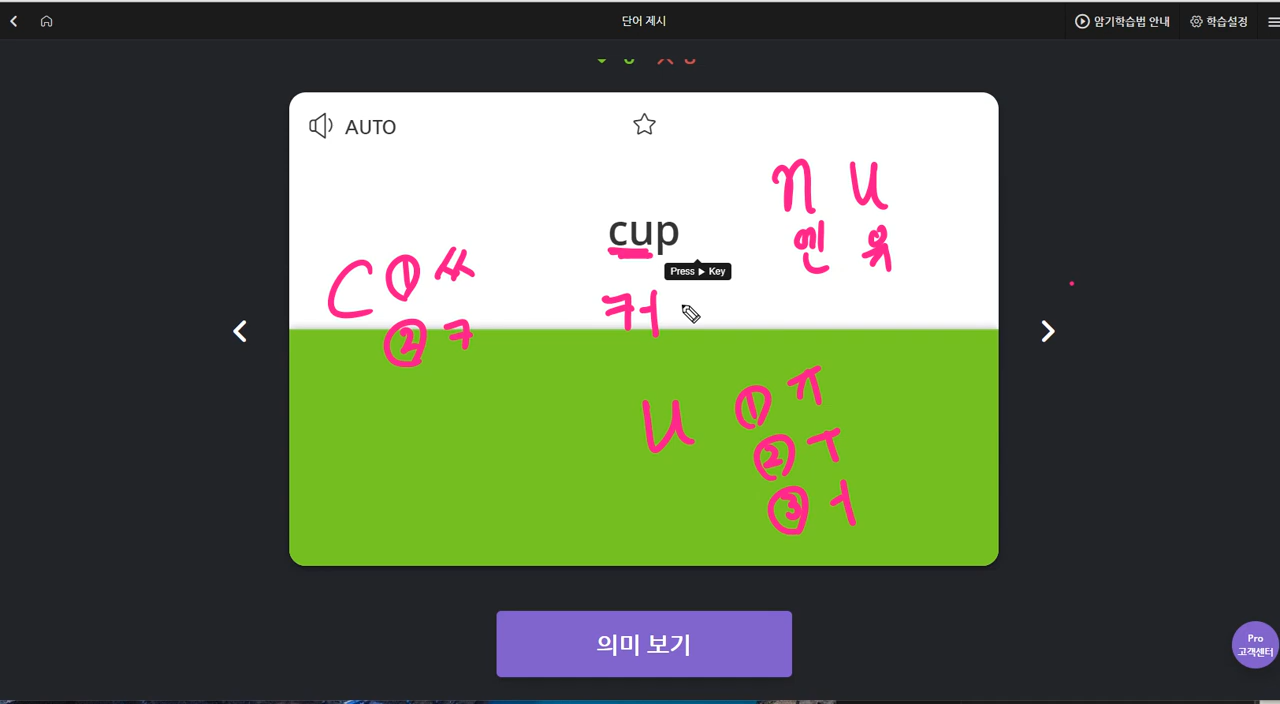 단어 제시
암기학습법 안내
학습설정
AUTO
n u
엔 유
cup
Press ▶ Key
C ① ㅆ
② ㅋ
커
u ① ㅠ
② ㅜ
③ ㅓ
의미 보기
Pro
고객센터